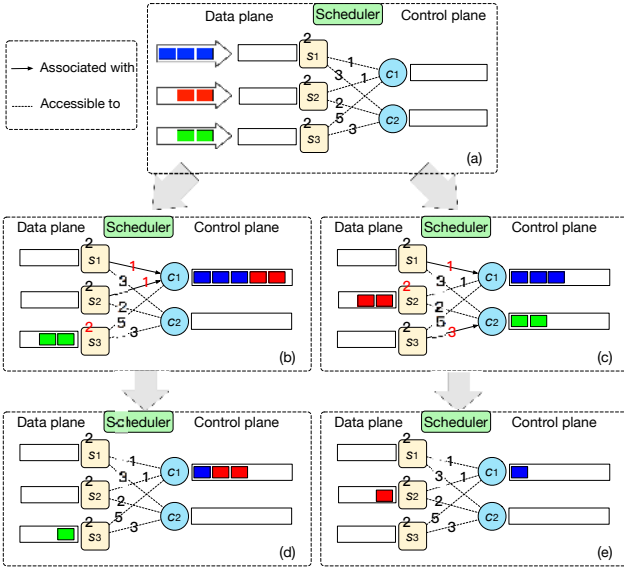 Data plane Scheduler Control plane
Associated with
Accessible to
2 S1 1 C1
3 1
2 S2 2 C2
5
2 S3 3
(a)
Data plane Scheduler Control plane
2 S1 1 C1
3 1
2 S2 2 C2
5
2 S3 3
(b)
Data plane Scheduler Control plane
2 S1 1 C1
3 1
2 S2 2 C2
5
2 S3 3
(c)
Data plane Scheduler Control plane
2 S1 1 C1
3 1
2 S2 2 C2
5
2 S3 3
(d)
Data plane Scheduler Control plane
2 S1 1 C1
3 1
2 S2 2 C2
5
2 S3 3
(e)